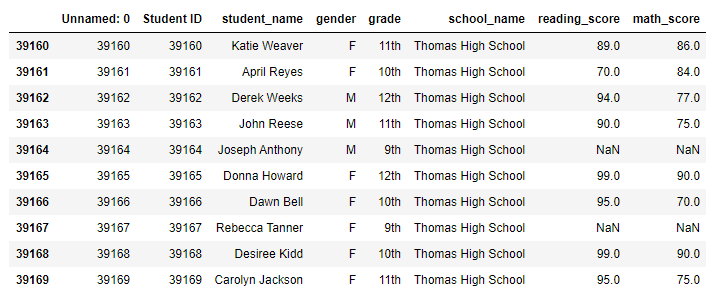 Unnamed: 0 Student ID student_name gender grade school_name reading_score math_score
39160 39160 39160 Katie Weaver F 11th Thomas High School 89.0 86.0
39161 39161 39161 April Reyes F 10th Thomas High School 70.0 84.0
39162 39162 39162 Derek Weeks M 12th Thomas High School 94.0 77.0
39163 39163 39163 John Reese M 11th Thomas High School 90.0 75.0
39164 39164 39164 Joseph Anthony M 9th Thomas High School NaN NaN
39165 39165 39165 Donna Howard F 12th Thomas High School 99.0 90.0
39166 39166 39166 Dawn Bell F 10th Thomas High School 95.0 70.0
39167 39167 39167 Rebecca Tanner F 9th Thomas High School NaN NaN
39168 39168 39168 Desiree Kidd F 10th Thomas High School 99.0 90.0
39169 39169 39169 Carolyn Jackson F 11th Thomas High School 95.0 75.0